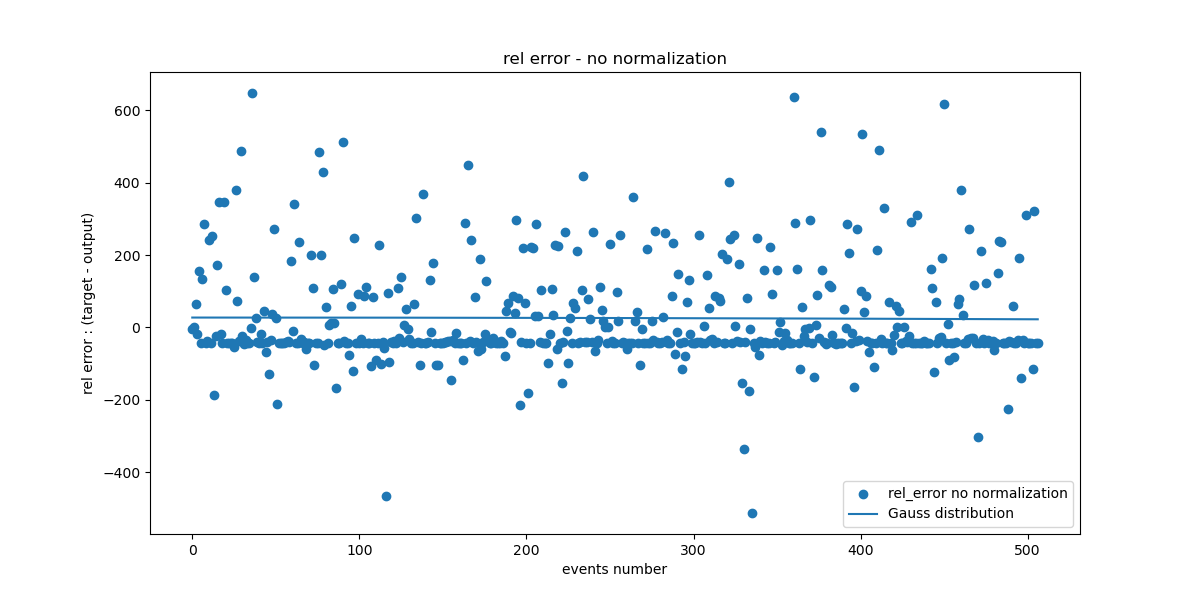 rel error - no normalization
rel error : (target - output)
600
400
200
0
−200
−400
0
100
200
300
400
500
events number
rel_error no normalization
Gauss distribution